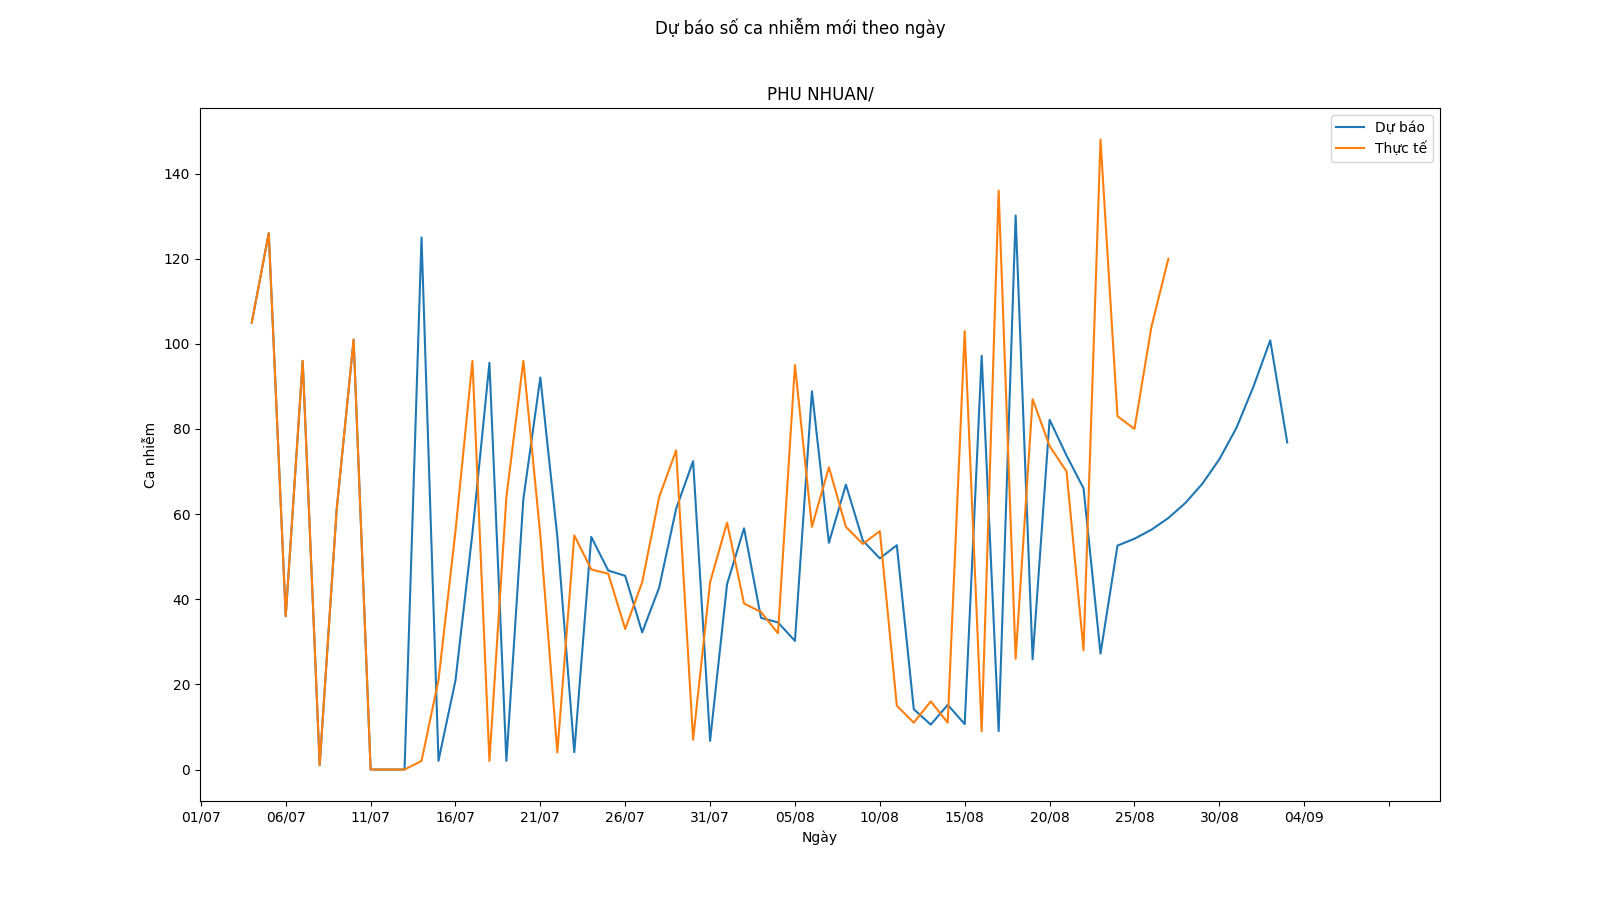 Dự báo số ca nhiễm mới theo ngày
PHU NHUAN/
Dự báo
Thực tế
140
120
100
80
60
40
20
0
Ca nhiễm
01/07 06/07 11/07 16/07 21/07 26/07 31/07 05/08 10/08 15/08 20/08 25/08 30/08 04/09
Ngày